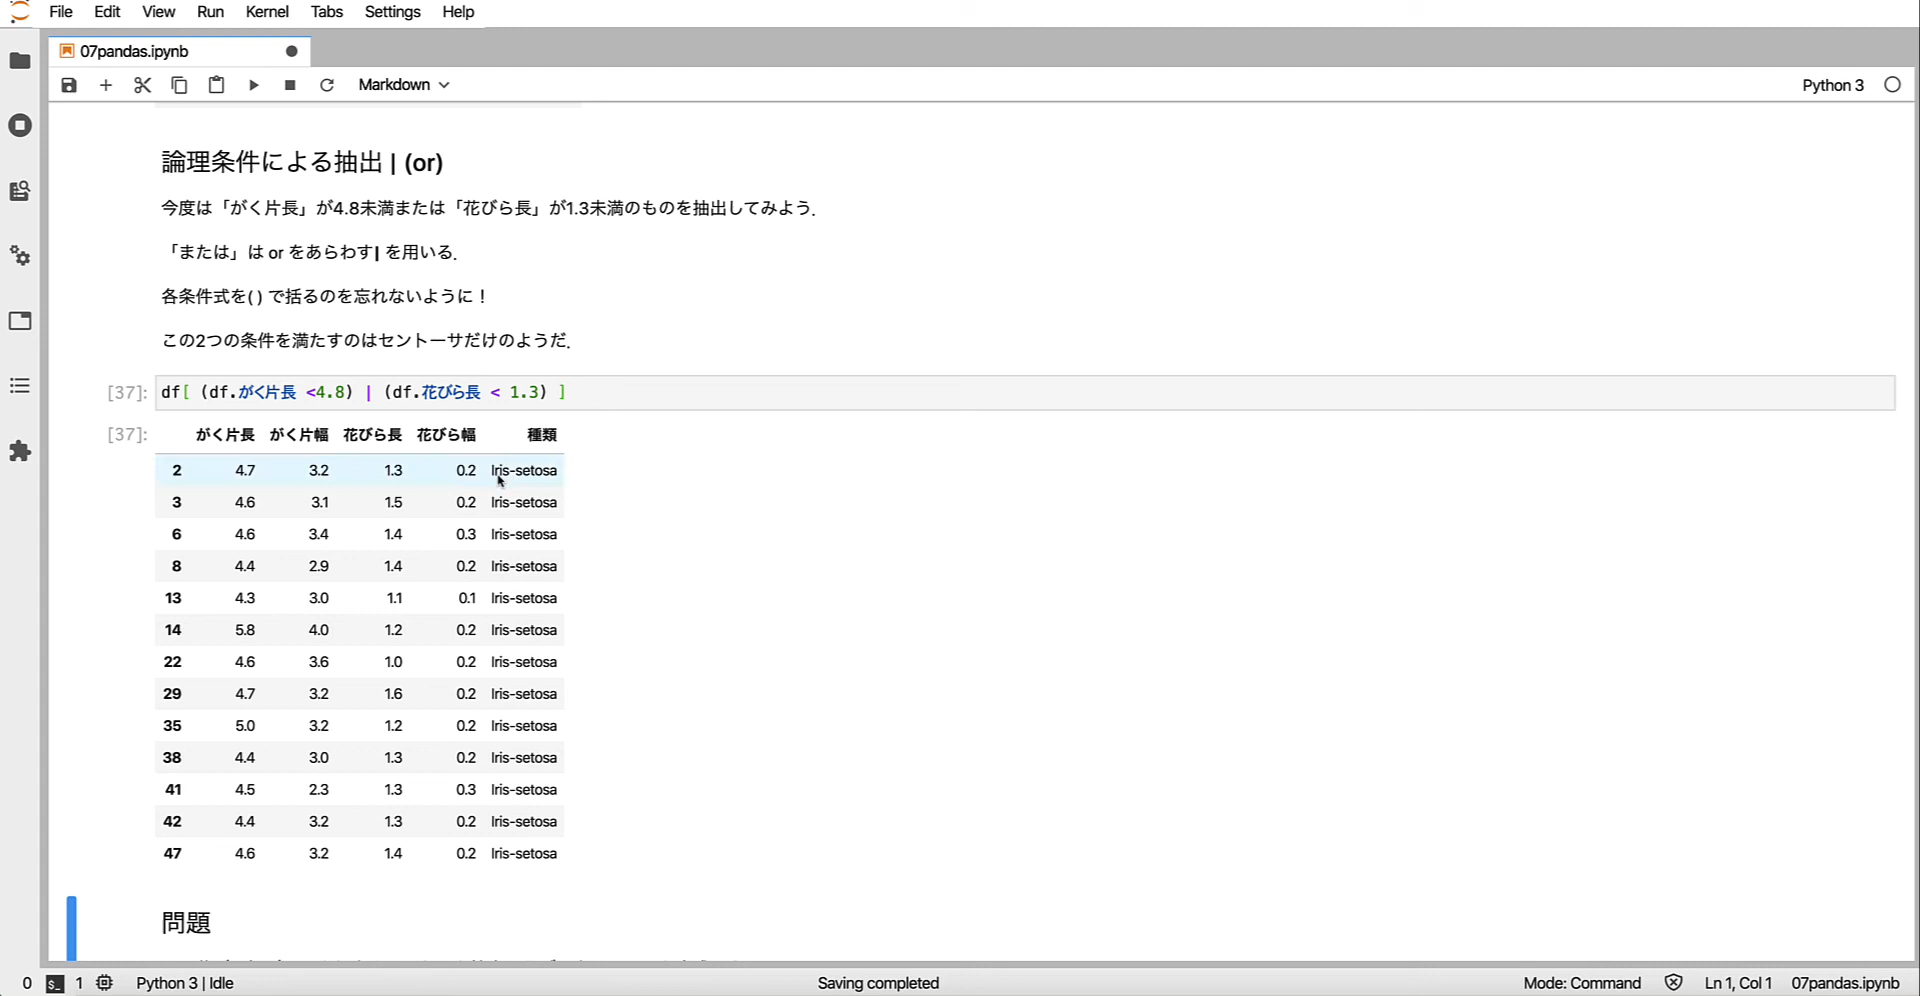 File Edit View Run Kernel Tabs Settings Help
07pandas.ipynb
Markdown
Python 3
論理条件による抽出 | (or)
今度は「がく片長」が4.8未満または「花びら長」が1.3未満のものを抽出してみよう.
「または」は or をあらわす| を用いる.
各条件式を( ) で括るのを忘れないように！
この2つの条件を満たすのはセントーサだけのようだ.
[37]: df[ (df.がく片長 <4.8) | (df.花びら長 < 1.3) ]
[37]: がく片長 がく片幅 花びら長 花びら幅 種類
2 4.7 3.2 1.3 0.2 Iris-setosa
3 4.6 3.1 1.5 0.2 Iris-setosa
6 4.6 3.4 1.4 0.3 Iris-setosa
8 4.4 2.9 1.4 0.2 Iris-setosa
13 4.3 3.0 1.1 0.1 Iris-setosa
14 5.8 4.0 1.2 0.2 Iris-setosa
22 4.6 3.6 1.0 0.2 Iris-setosa
29 4.7 3.2 1.6 0.2 Iris-setosa
35 5.0 3.2 1.2 0.2 Iris-setosa
38 4.4 3.0 1.3 0.2 Iris-setosa
41 4.5 2.3 1.3 0.3 Iris-setosa
42 4.4 3.2 1.3 0.2 Iris-setosa
47 4.6 3.2 1.4 0.2 Iris-setosa
問題
0 $_ 1 Python 3 | Idle Saving completed Mode: Command Ln 1, Col 1 07pandas.ipynb